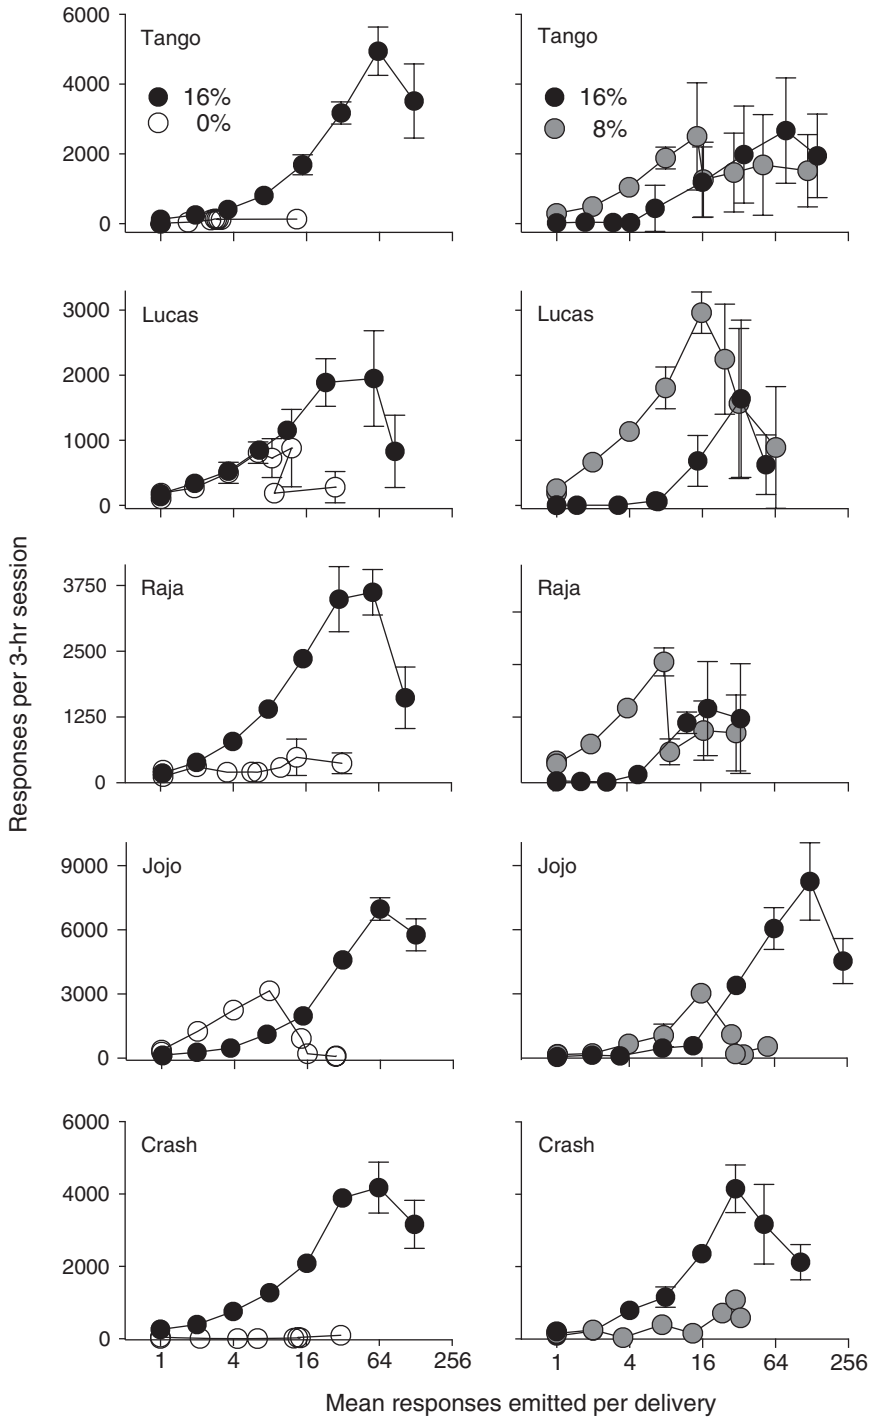 6000
4000
2000
0
Tango
16%
0%
Tango
16%
8%
3000
2000
1000
0
Lucas
Lucas
3750
2500
1250
0
Raja
Raja
9000
6000
3000
0
Jojo
Jojo
6000
4000
2000
0
Crash
Crash
1 4 16 64 256
1 4 16 64 256
Responses per 3-hr session
Mean responses emitted per delivery